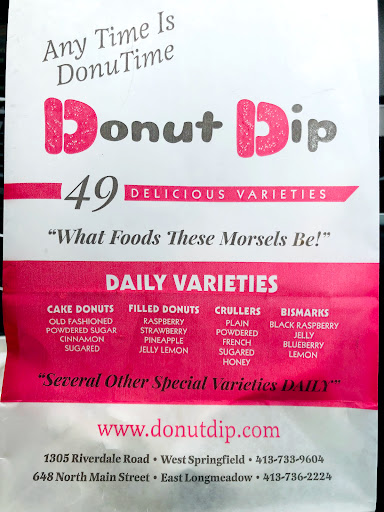 Any Time Is
DonuTime
Donut Dip
49 DELICIOUS VARIETIES
"What Foods These Morsels Be!"
DAILY VARIETIES
CAKE DONUTS
OLD FASHIONED
POWDERED SUGAR
CINNAMON
SUGARED
FILLED DONUTS
RASPBERRY
STRAWBERRY
PINEAPPLE
JELLY LEMON
CRULLERS
PLAIN
POWDERED
FRENCH
SUGARED
HONEY
BISMARKS
BLACK RASPBERRY
JELLY
BLUEBERRY
LEMON
"Several Other Special Varieties DAILY"
www.donutdip.com
1305 Riverdale Road • West Springfield • 413-733-9604
648 North Main Street • East Longmeadow • 413-736-2224